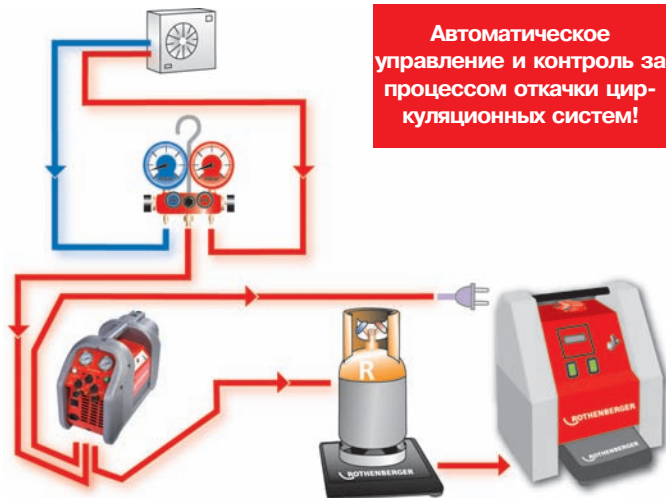 Автоматическое
управление и контроль за
процессом откачки цир-
куляционных систем!
R
ROTHENBERGER
ROTHENBERGER
ROTHENBERGER